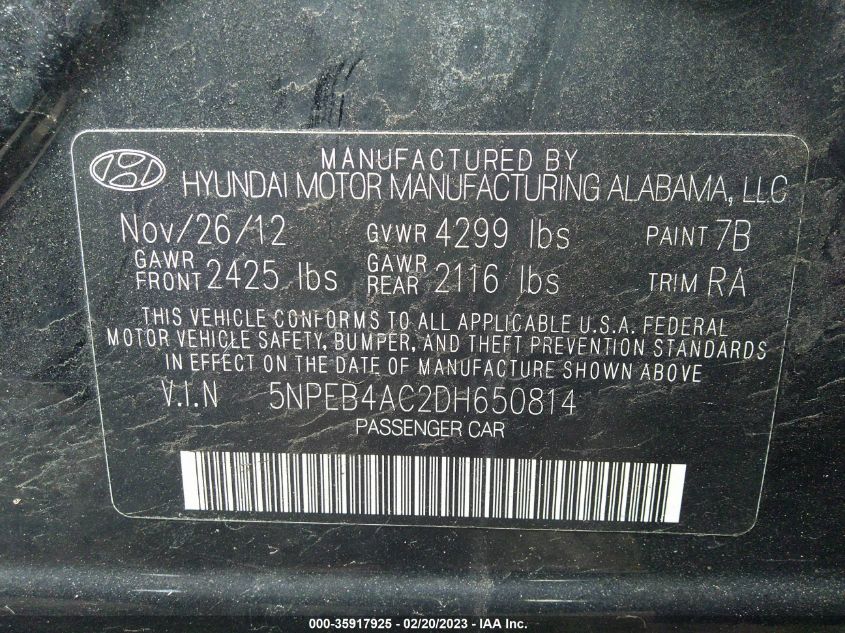 MANUFACTURED BY
HYUNDAI MOTOR MANUFACTURING ALABAMA, LLC
Nov/26/12 GVWR 4299 lbs PAINT 7B
GAWR FRONT 2425 lbs GAWR REAR 2116 lbs TRIM RA
THIS VEHICLE CONFORMS TO ALL APPLICABLE U.S.A. FEDERAL
MOTOR VEHICLE SAFETY, BUMPER, AND THEFT PREVENTION STANDARDS
IN EFFECT ON THE DATE OF MANUFACTURE SHOWN ABOVE.
V.I.N 5NPEB4AC2DH650814
PASSENGER CAR
000-35917925 - 02/20/2023 - IAA Inc.